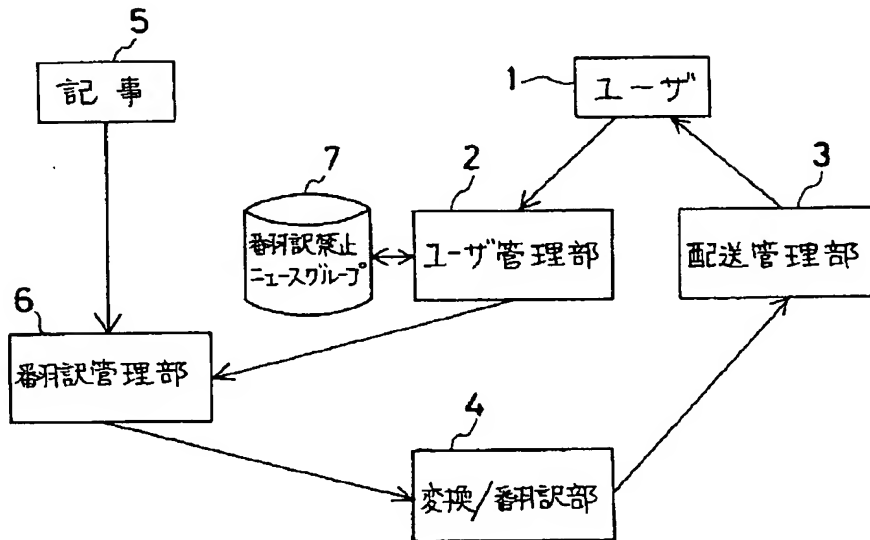 5
記事
1
ユーザ
7
翻訳禁止
ニュースグループ
2
ユーザ管理部
3
配送管理部
6
翻訳管理部
4
変換/翻訳部